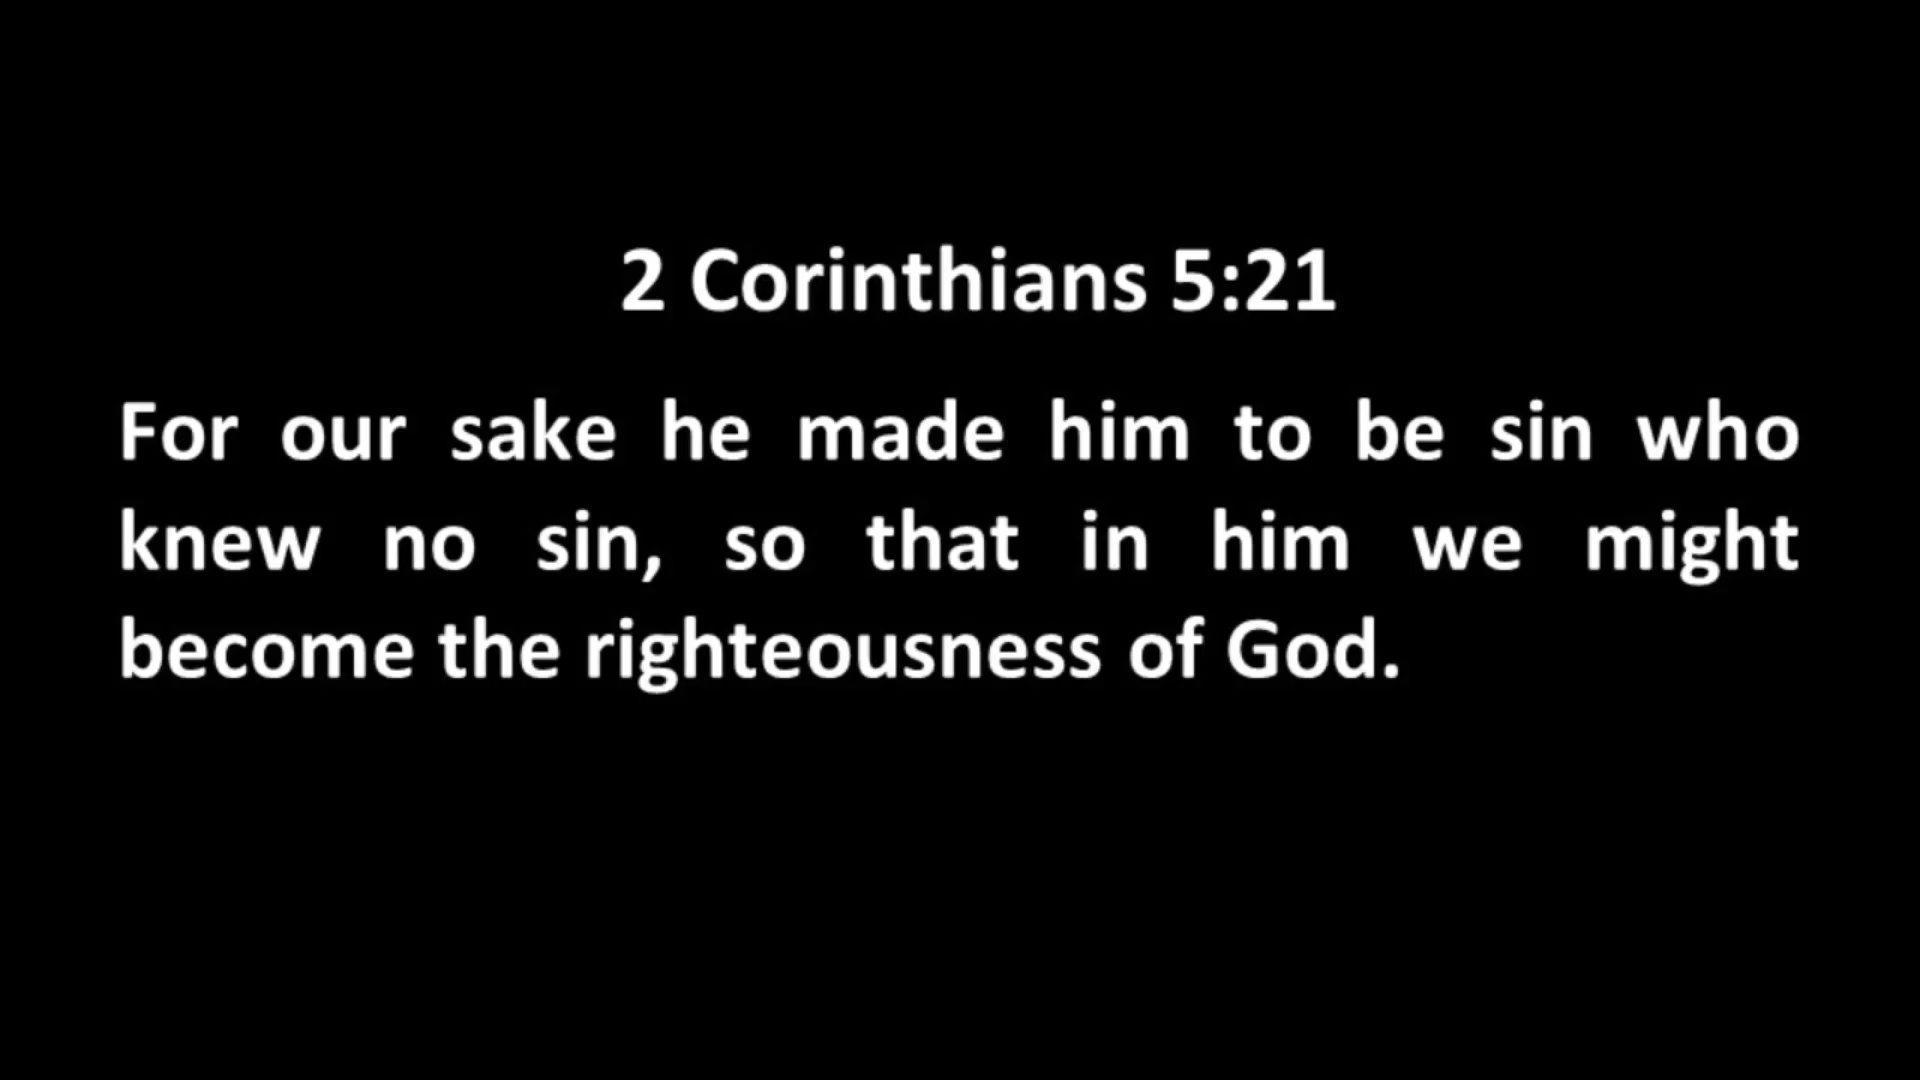 2 Corinthians 5:21
For our sake he made him to be sin who
knew no sin, so that in him we might
become the righteousness of God.